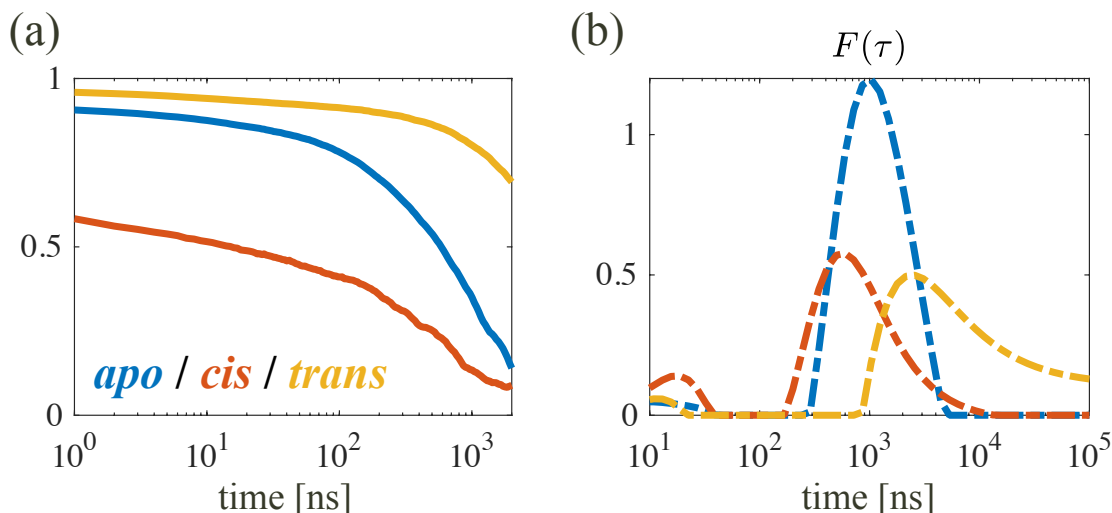 (a)
1
0.5
0
apo / cis / trans
10^0 10^1 10^2 10^3
time [ns]
(b)
F(τ)
1
0.5
0
10^1 10^2 10^3 10^4 10^5
time [ns]